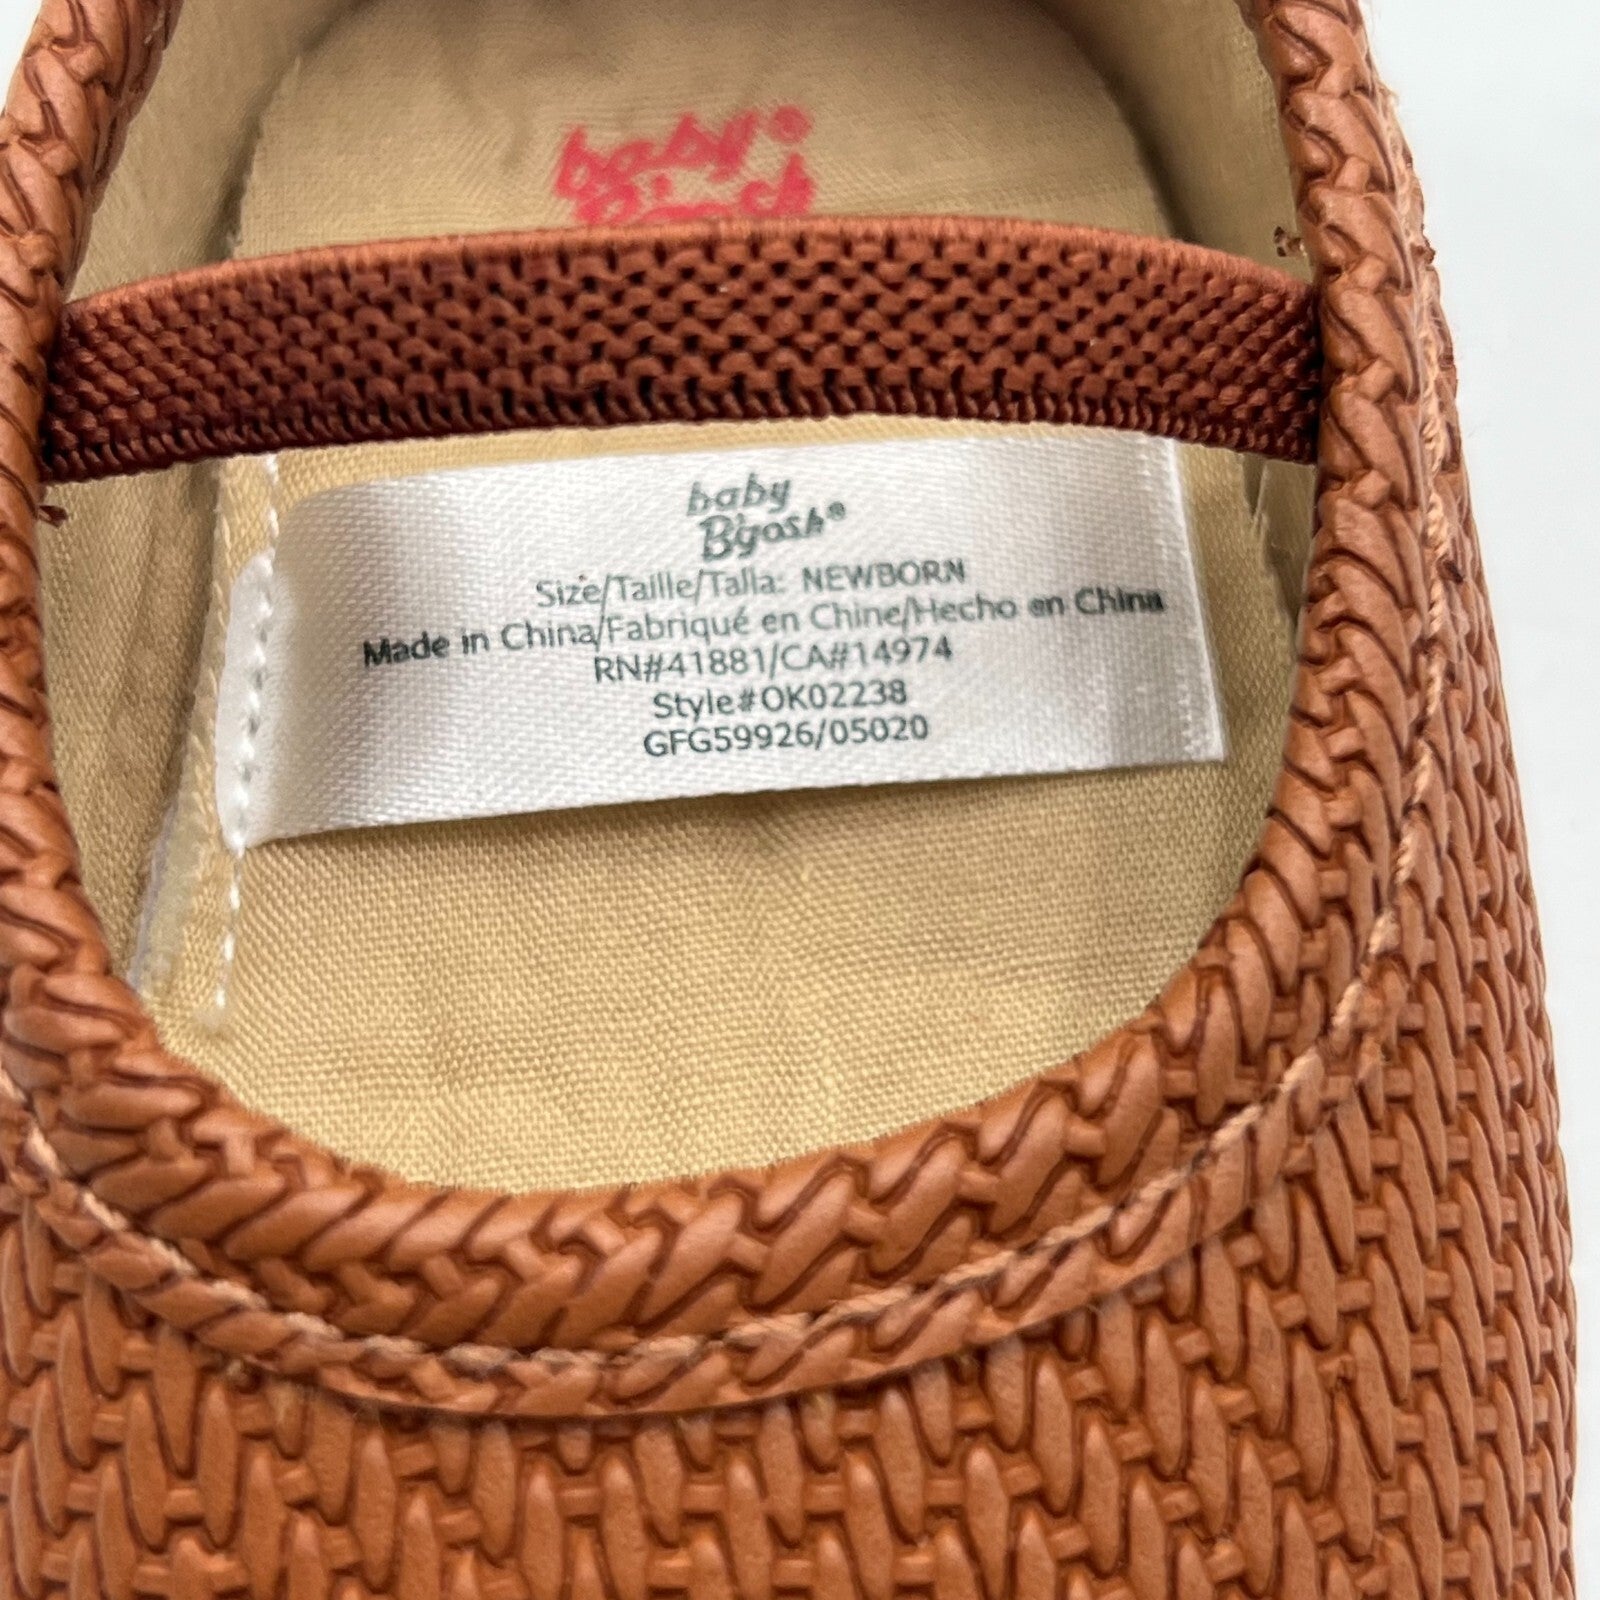 baby®
baby
B'gosh®
Size/Taille/Talla: NEWBORN
Made in China/Fabriqué en Chine/Hecho en China
RN#41881/CA#14974
Style#OK02238
GFG59926/05020